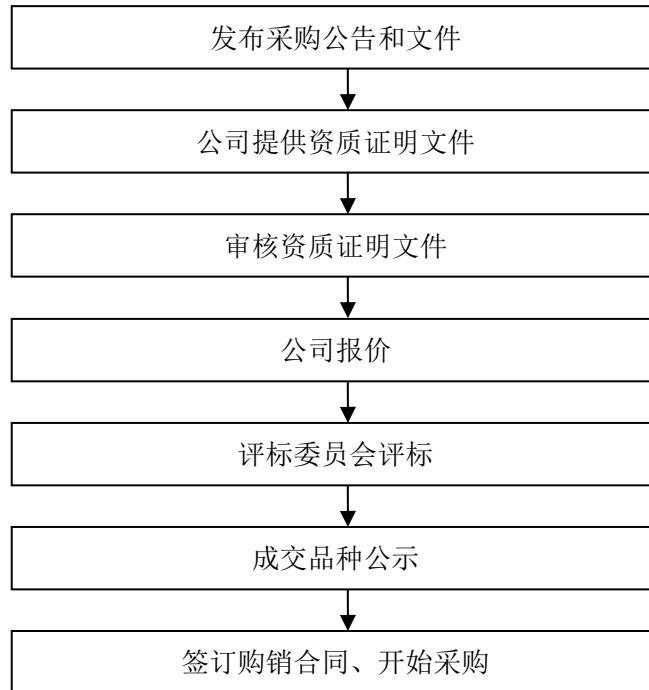 发布采购公告和文件
公司提供资质证明文件
审核资质证明文件
公司报价
评标委员会评标
成交品种公示
签订购销合同、开始采购